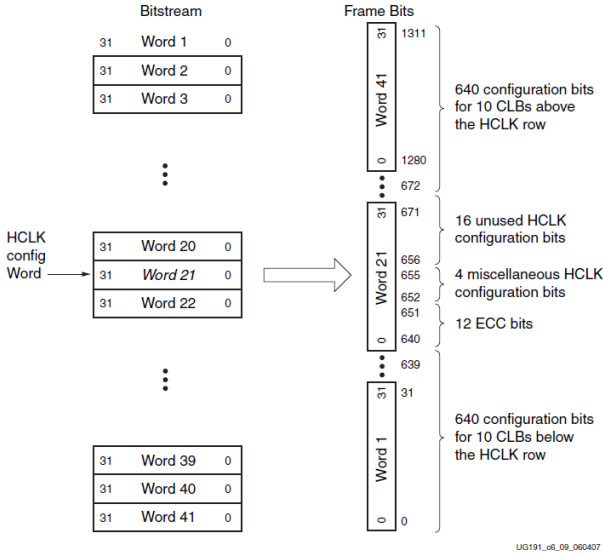 Bitstream
Frame Bits
31 Word 1 0
31 Word 2 0
31 Word 3 0
HCLK
config
Word
31 Word 20 0
31 Word 21 0
31 Word 22 0
31 Word 39 0
31 Word 40 0
31 Word 41 0
31 1311
Word 41
0 1280
672
31 671
656
Word 21
655
652
651
0 640
639
31 31
Word 1
0 0
640 configuration bits
for 10 CLBs above
the HCLK row
16 unused HCLK
configuration bits
4 miscellaneous HCLK
configuration bits
12 ECC bits
640 configuration bits
for 10 CLBs below
the HCLK row
UG191_c6_09_060407